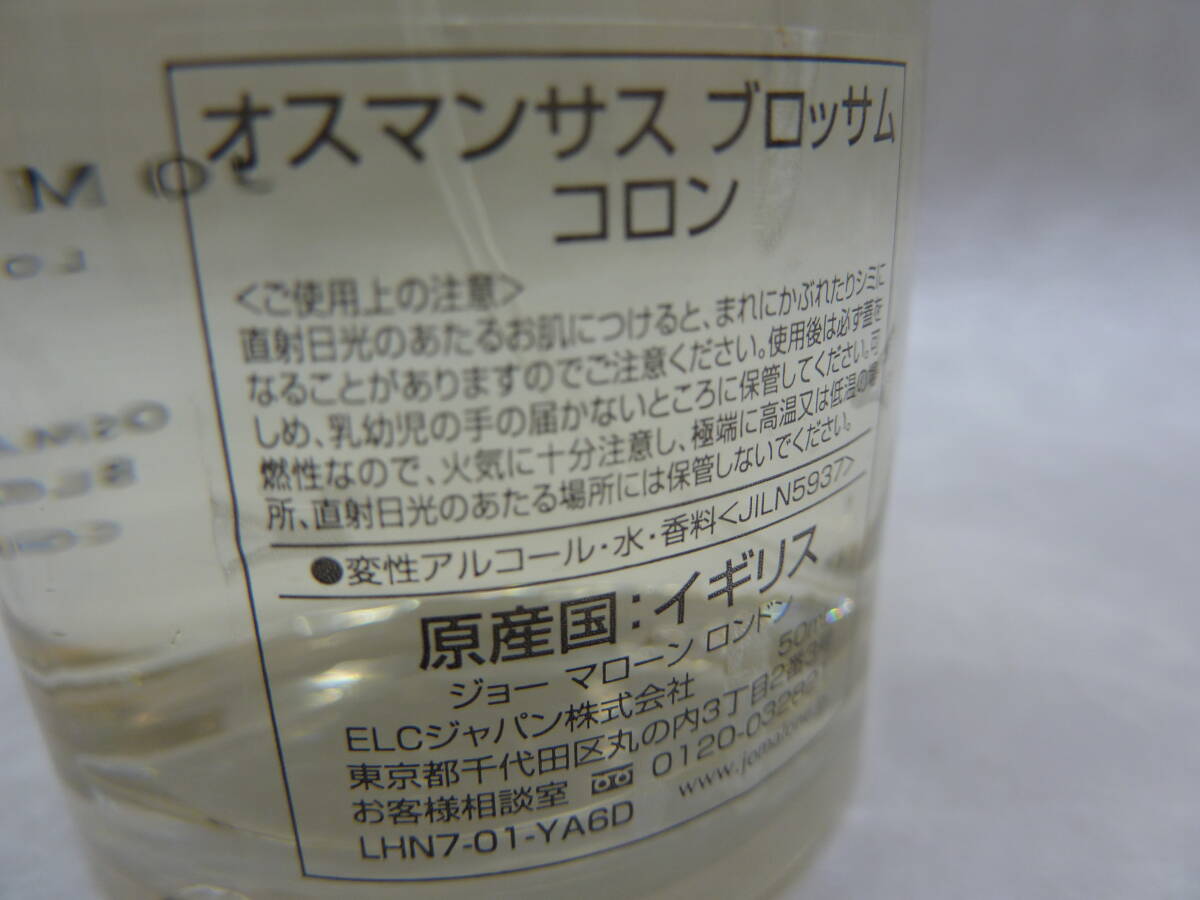 オスマンサス ブロッサム
コロン
<ご使用上の注意>
直射日光のあたるお肌につけると、まれにかぶれたりシミに
なることがありますのでご注意ください。使用後は必ず蓋を
しめ、乳幼児の手の届かないところに保管してください。可
燃性なので、火気に十分注意し、極端に高温又は低温の場
所、直射日光のあたる場所には保管しないでください。
●変性アルコール・水・香料<JILN5937>
原産国:イギリス
ジョー マローン ロンドン
50m
ELCジャパン株式会社
東京都千代田区丸の内3丁目2番3号
お客様相談室 0120-03282
www.jomalone
LHN7-01-YA6D